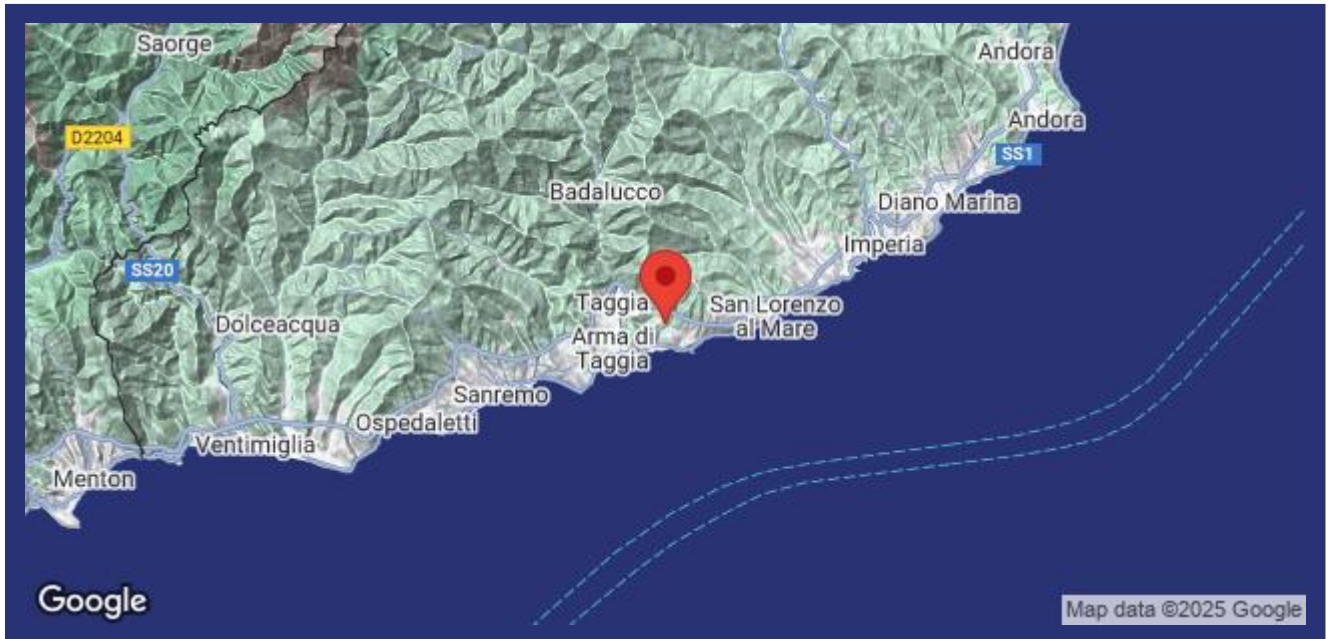 Saorge
Andora
D2204
Andora
SS1
Badalucco
Diano Marina
Imperia
SS20
Taggia
San Lorenzo
al Mare
Dolceacqua
Arma di
Taggia
Sanremo
Ospedaletti
Ventimiglia
Menton
Google
Map data ©2025 Google